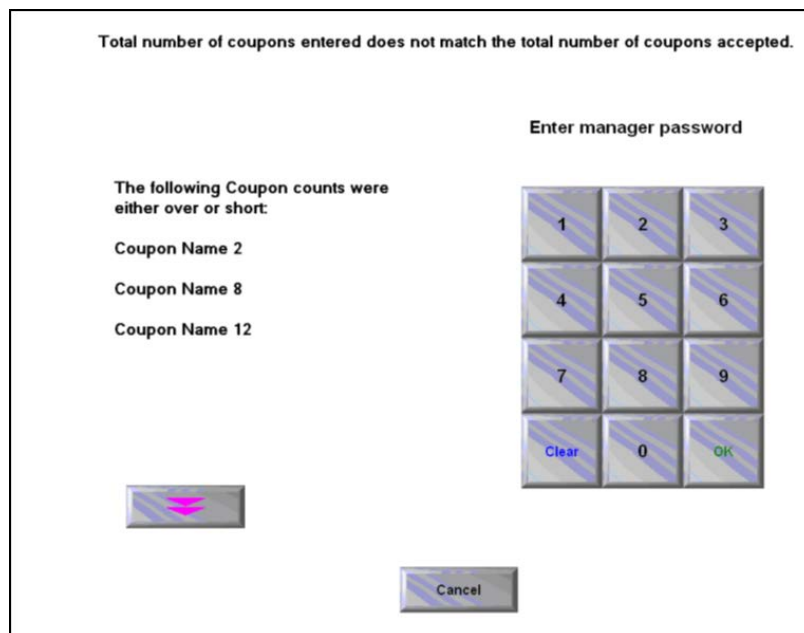 Total number of coupons entered does not match the total number of coupons accepted.
Enter manager password
The following Coupon counts were
either over or short:
Coupon Name 2
Coupon Name 8
Coupon Name 12
1 2 3
4 5 6
7 8 9
Clear 0 OK
Cancel